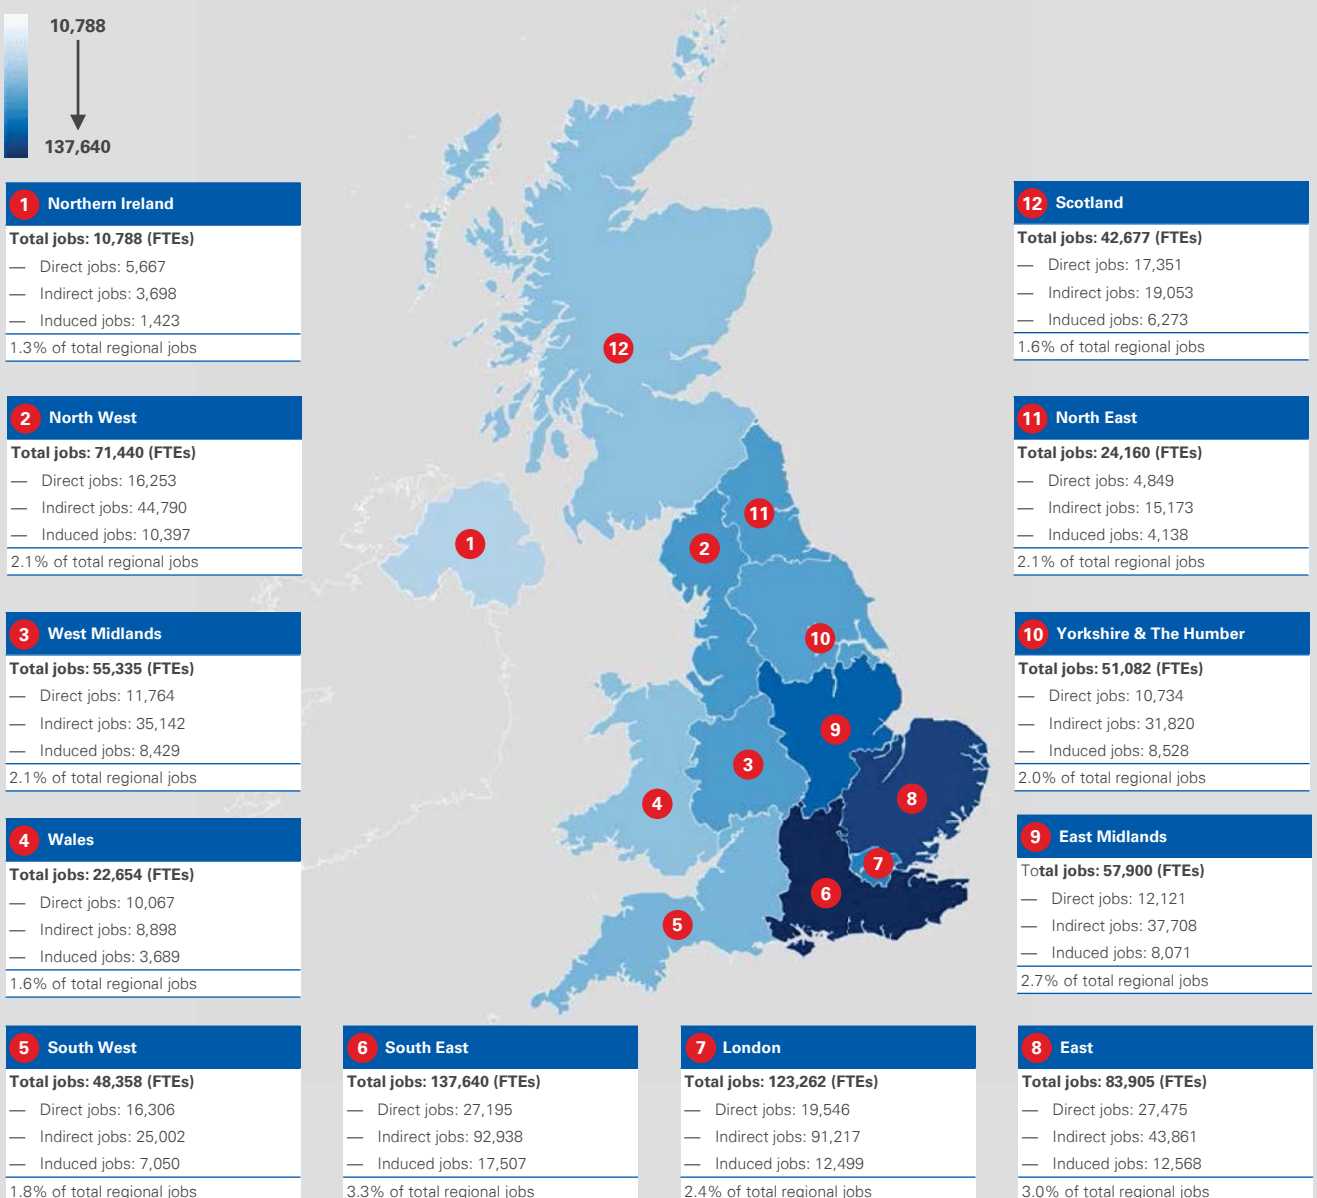 10,788
137,640
1 Northern Ireland
Total jobs: 10,788 (FTEs)
— Direct jobs: 5,667
— Indirect jobs: 3,698
— Induced jobs: 1,423
1.3% of total regional jobs
2 North West
Total jobs: 71,440 (FTEs)
— Direct jobs: 16,253
— Indirect jobs: 44,790
— Induced jobs: 10,397
2.1% of total regional jobs
3 West Midlands
Total jobs: 55,335 (FTEs)
— Direct jobs: 11,764
— Indirect jobs: 35,142
— Induced jobs: 8,429
2.1% of total regional jobs
4 Wales
Total jobs: 22,654 (FTEs)
— Direct jobs: 10,067
— Indirect jobs: 8,898
— Induced jobs: 3,689
1.6% of total regional jobs
5 South West
Total jobs: 48,358 (FTEs)
— Direct jobs: 16,306
— Indirect jobs: 25,002
— Induced jobs: 7,050
1.8% of total regional jobs
6 South East
Total jobs: 137,640 (FTEs)
— Direct jobs: 27,195
— Indirect jobs: 92,938
— Induced jobs: 17,507
3.3% of total regional jobs
7 London
Total jobs: 123,262 (FTEs)
— Direct jobs: 19,546
— Indirect jobs: 91,217
— Induced jobs: 12,499
2.4% of total regional jobs
8 East
Total jobs: 83,905 (FTEs)
— Direct jobs: 27,475
— Indirect jobs: 43,861
— Induced jobs: 12,568
3.0% of total regional jobs
9 East Midlands
Total jobs: 57,900 (FTEs)
— Direct jobs: 12,121
— Indirect jobs: 37,708
— Induced jobs: 8,071
2.7% of total regional jobs
10 Yorkshire & The Humber
Total jobs: 51,082 (FTEs)
— Direct jobs: 10,734
— Indirect jobs: 31,820
— Induced jobs: 8,528
2.0% of total regional jobs
11 North East
Total jobs: 24,160 (FTEs)
— Direct jobs: 4,849
— Indirect jobs: 15,173
— Induced jobs: 4,138
2.1% of total regional jobs
12 Scotland
Total jobs: 42,677 (FTEs)
— Direct jobs: 17,351
— Indirect jobs: 19,053
— Induced jobs: 6,273
1.6% of total regional jobs
12
11
1
2
10
9
3
8
4
7
6
5